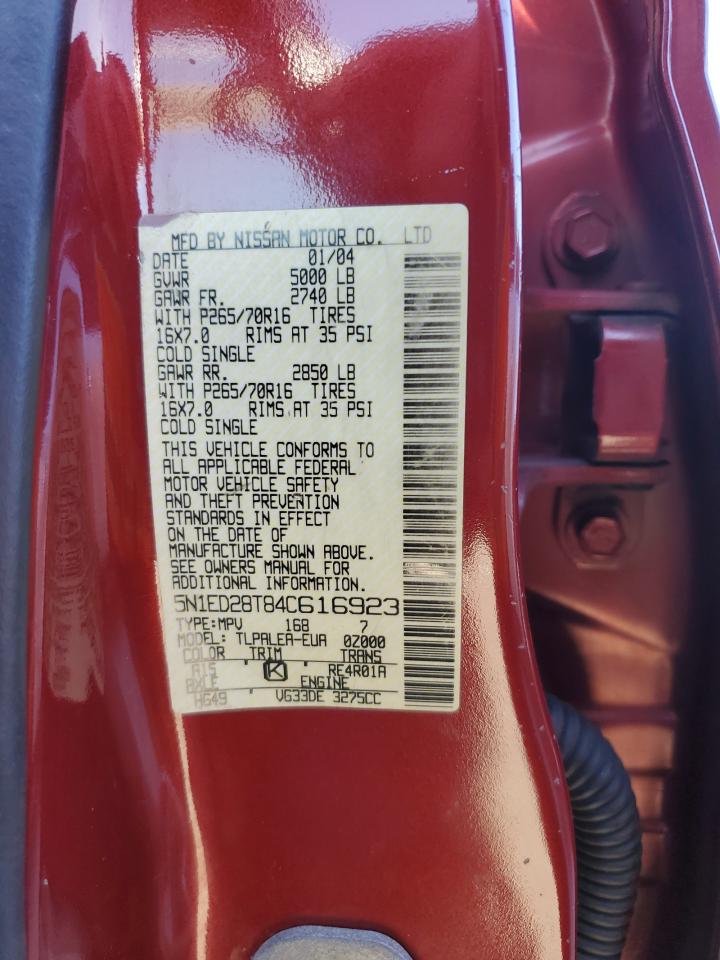 MFD BY NISSAN MOTOR CO. LTD
DATE 01/04
GVWR 5000 LB
GAWR FR. 2740 LB
WITH P265/70R16 TIRES
16X7.0 RIMS AT 35 PSI
COLD SINGLE
GAWR RR. 2850 LB
WITH P265/70R16 TIRES
16X7.0 RIMS AT 35 PSI
COLD SINGLE
THIS VEHICLE CONFORMS TO
ALL APPLICABLE FEDERAL
MOTOR VEHICLE SAFETY
AND THEFT PREVENTION
STANDARDS IN EFFECT
ON THE DATE OF
MANUFACTURE SHOWN ABOVE.
SEE OWNERS MANUAL FOR
ADDITIONAL INFORMATION.
5N1ED28T84C616923
TYPE:MPV 168 7
MODEL: TLPALEA-EUA 0Z000
COLOR TRIM TRANS
A15 K RE4R01A
AXLE ENGINE
HG49 VG33DE 3275CC